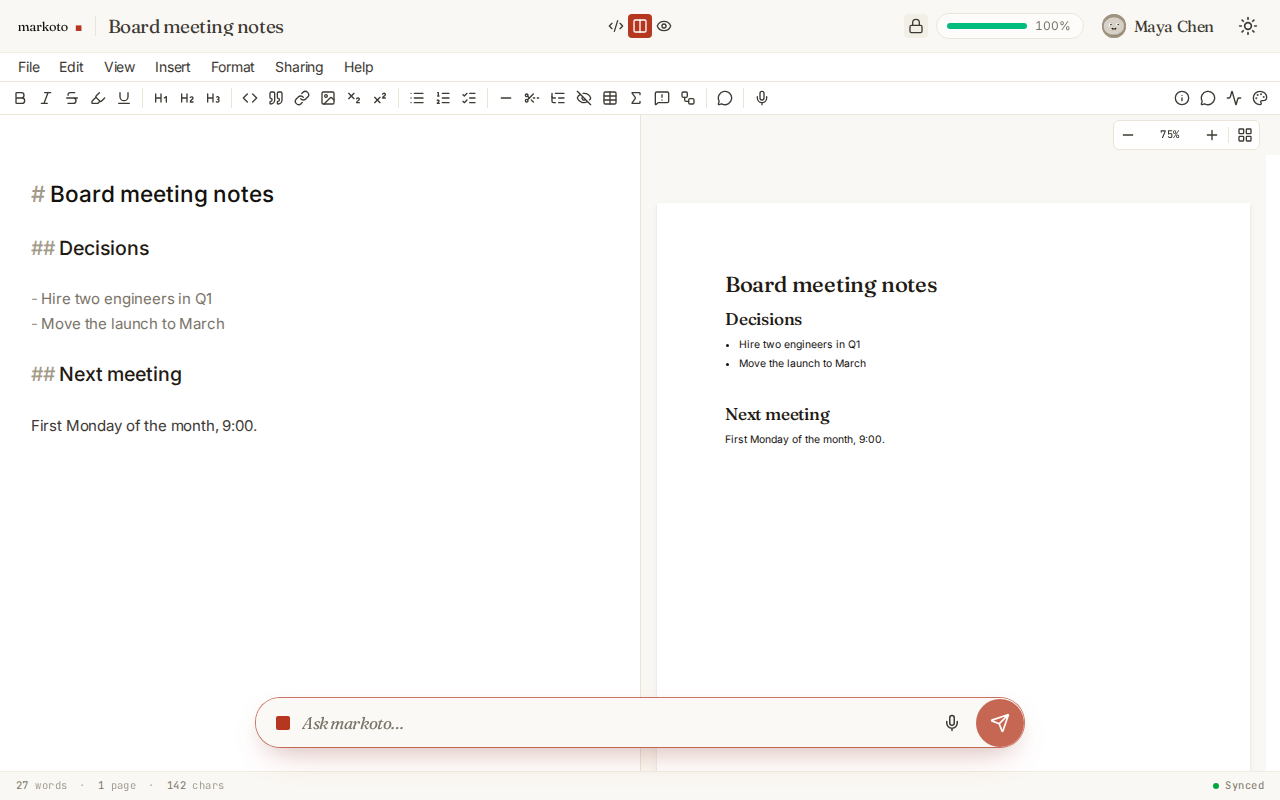 markoto
Board meeting notes
100%
Maya Chen
File Edit View Insert Format Sharing Help
H1 H2 H3
75%
# Board meeting notes
## Decisions
- Hire two engineers in Q1
- Move the launch to March
## Next meeting
First Monday of the month, 9:00.
Board meeting notes
Decisions
• Hire two engineers in Q1
• Move the launch to March
Next meeting
First Monday of the month, 9:00.
Ask markoto...
27 words · 1 page · 142 chars
Synced